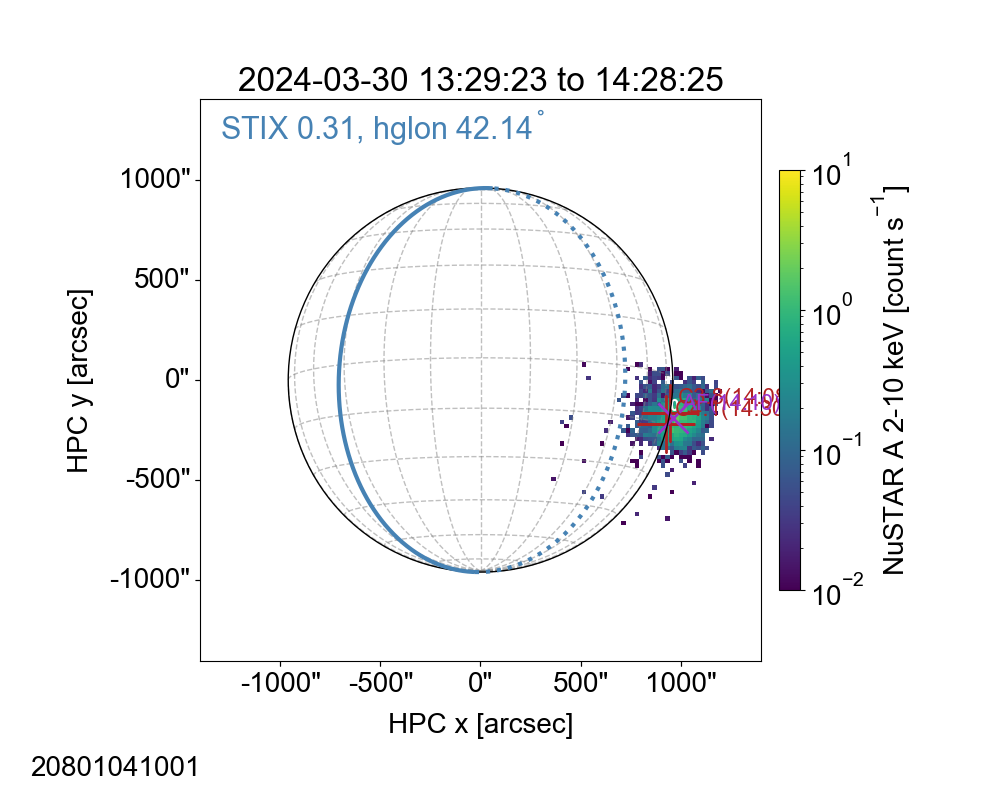 2024-03-30 13:29:23 to 14:28:25
STIX 0.31, hglon 42.14°
1000"
500"
0"
-500"
-1000"
HPC y [arcsec]
-1000" -500" 0" 500" 1000"
HPC x [arcsec]
10¹
10⁰
10⁻¹
10⁻²
NuSTAR A 2-10 keV [count s⁻¹]
20801041001